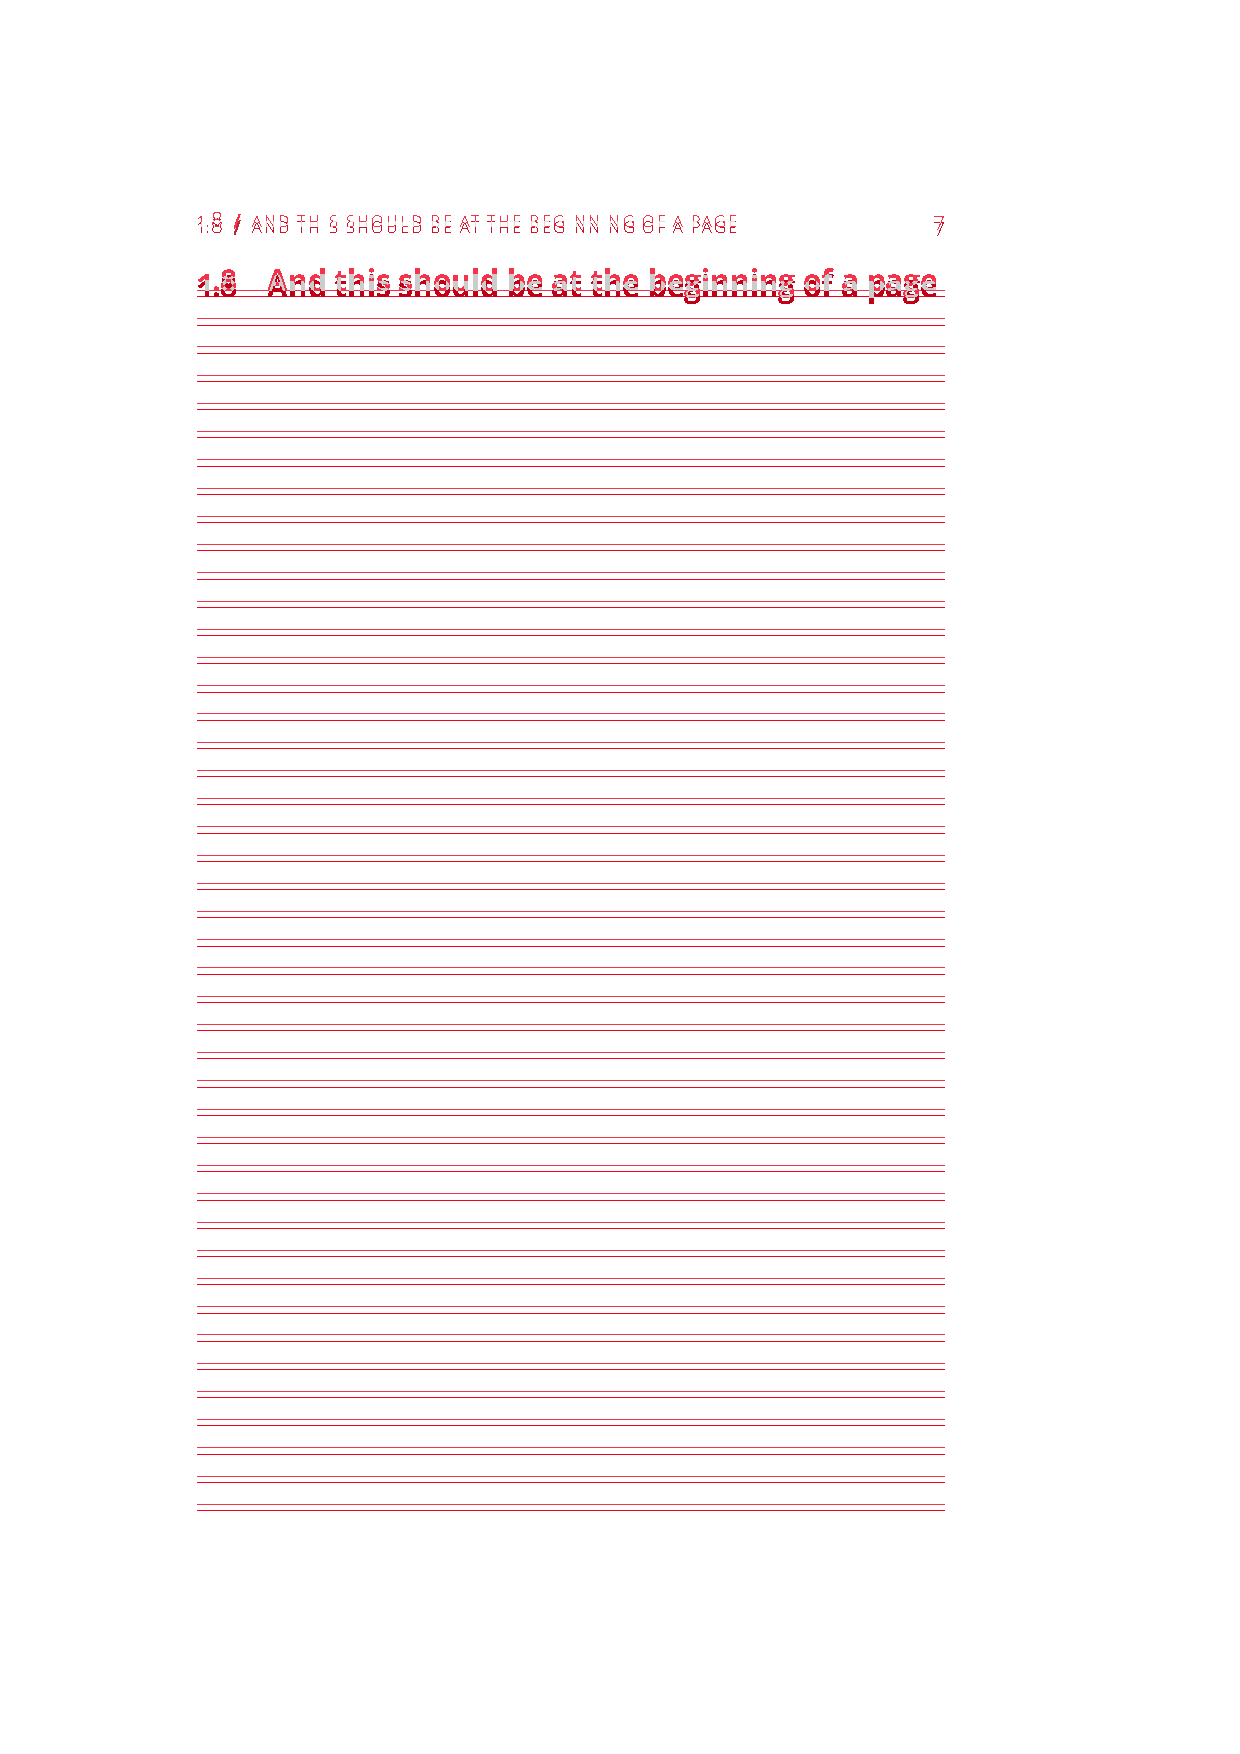 1.8 / AND THIS SHOULD BE AT THE BEGINNING OF A PAGE 7
1.8 And this should be at the beginning of a page